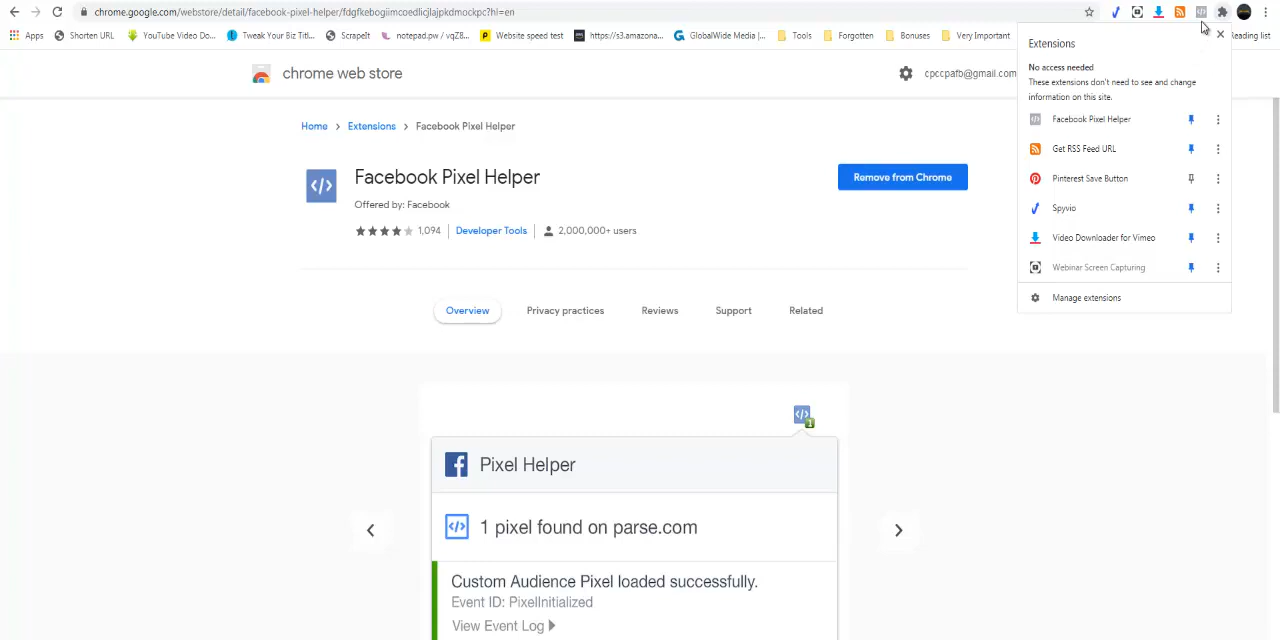 chrome.google.com/webstore/detail/facebook-pixel-helper/fdgfkebogiimcoedlicjlajpkdmockpc?hl=en
Apps Shorten URL YouTube Video Do... Tweak Your Biz Titl... ScrapeIt notepad.pw / vqZ8... Website speed test https://s3.amazona... GlobalWide Media |... Tools Forgotten Bonuses Very Important Reading list
chrome web store
cpccpafb@gmail.com
Extensions
No access needed
These extensions don't need to see and change
information on this site.
Facebook Pixel Helper
Get RSS Feed URL
Pinterest Save Button
Spyvio
Video Downloader for Vimeo
Webinar Screen Capturing
Manage extensions
Home > Extensions > Facebook Pixel Helper
Facebook Pixel Helper
Remove from Chrome
Offered by: Facebook
1,094 Developer Tools 2,000,000+ users
Overview Privacy practices Reviews Support Related
1
Pixel Helper
1 pixel found on parse.com
Custom Audience Pixel loaded successfully.
Event ID: PixelInitialized
View Event Log